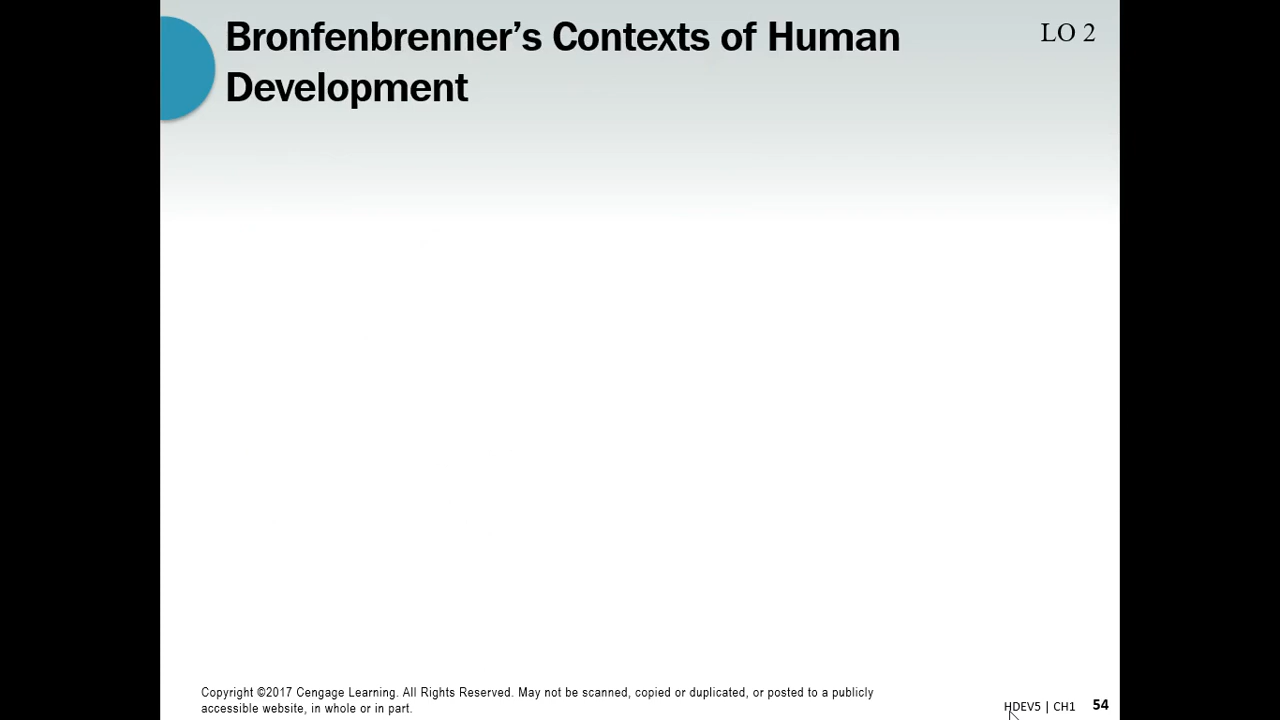 Bronfenbrenner’s Contexts of Human
Development
LO 2
Copyright ©2017 Cengage Learning. All Rights Reserved. May not be scanned, copied or duplicated, or posted to a publicly
accessible website, in whole or in part.
HDEV5 | CH1 54